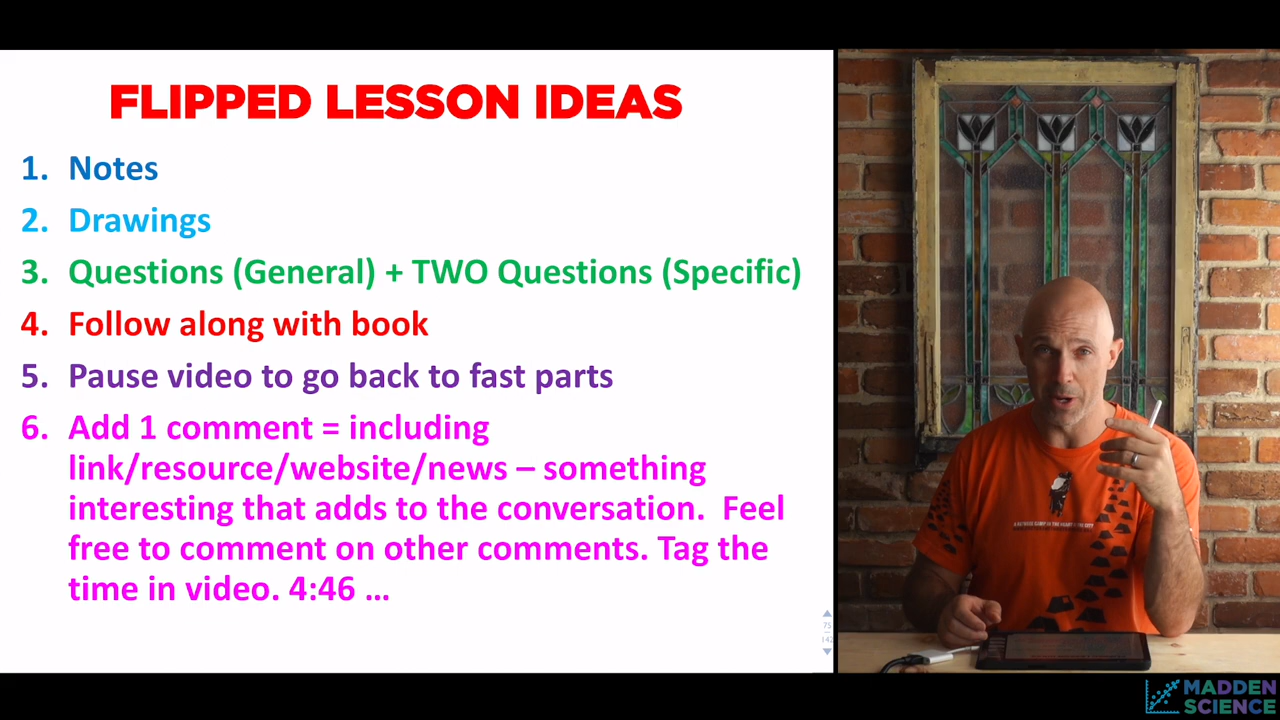 FLIPPED LESSON IDEAS
1. Notes
2. Drawings
3. Questions (General) + TWO Questions (Specific)
4. Follow along with book
5. Pause video to go back to fast parts
6. Add 1 comment = including
link/resource/website/news – something
interesting that adds to the conversation.  Feel
free to comment on other comments. Tag the
time in video. 4:46 ...
75
142
MADDEN
SCIENCE